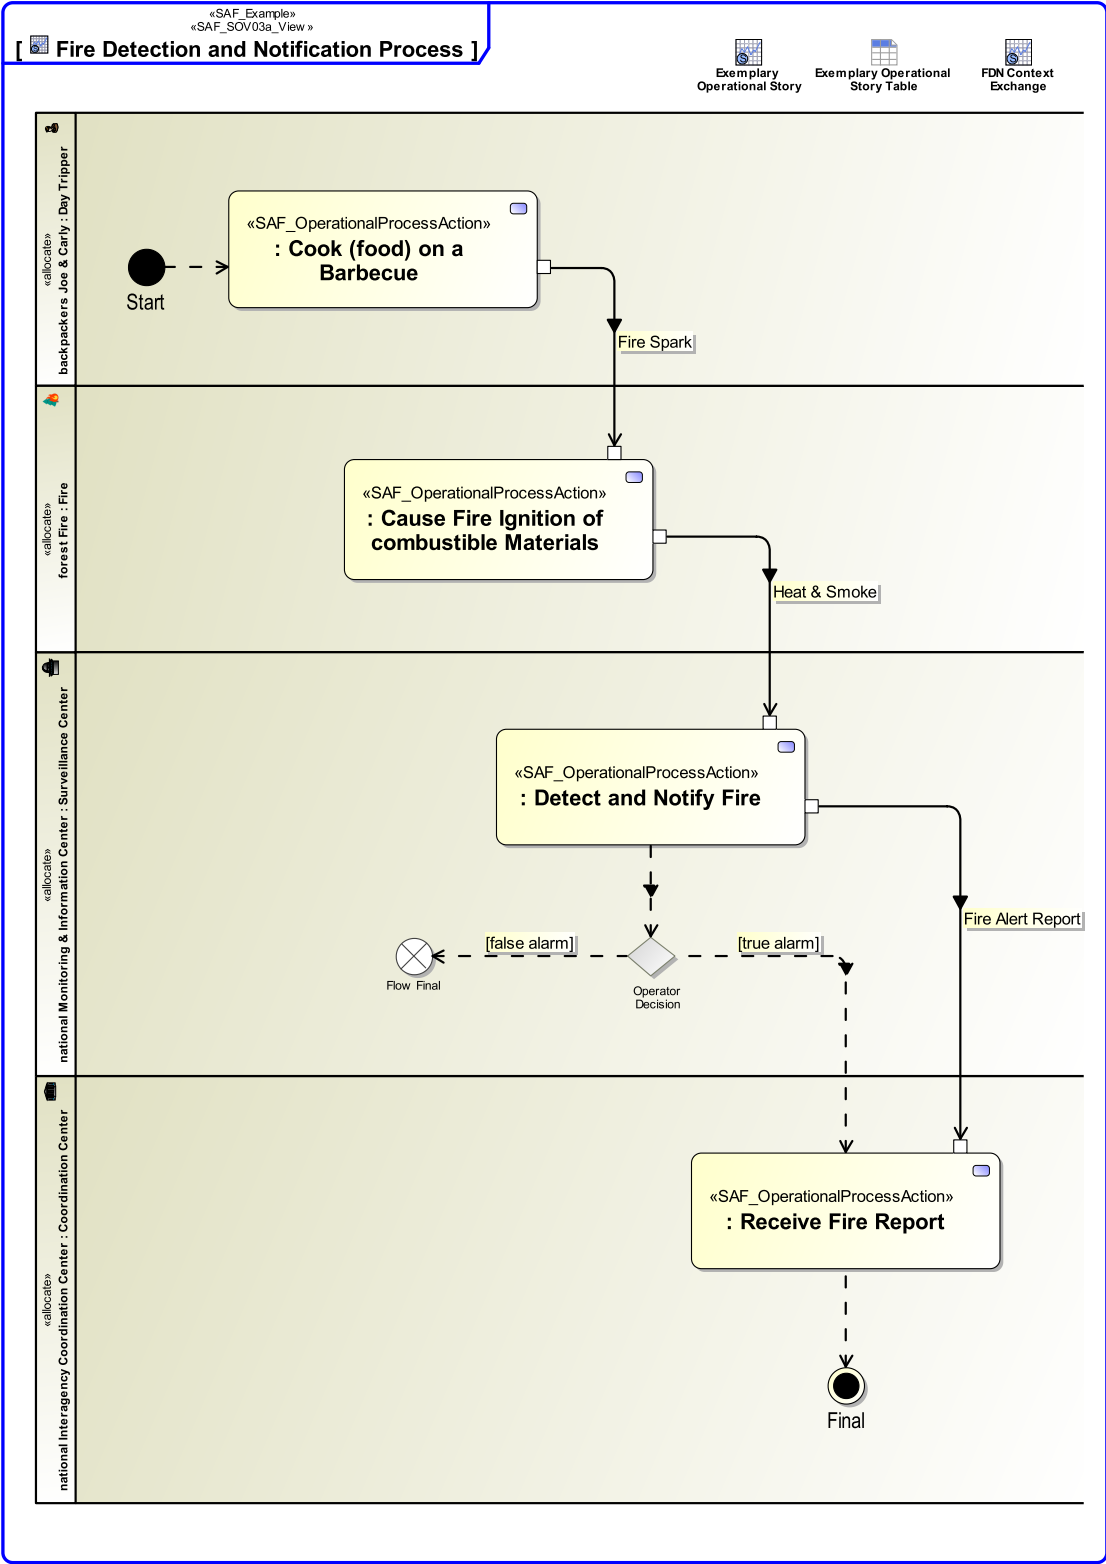 «SAF_Example»
«SAF_SOV03a_View »
[ Fire Detection and Notification Process ]
Exemplary
Operational Story
Exemplary Operational
Story Table
FDN Context
Exchange
«allocate»
backpackers Joe & Carly : Day Tripper
Start
«SAF_OperationalProcessAction»
: Cook (food) on a
Barbecue
Fire Spark
«allocate»
forest Fire : Fire
«SAF_OperationalProcessAction»
: Cause Fire Ignition of
combustible Materials
Heat & Smoke
«allocate»
national Monitoring & Information Center : Surveillance Center
«SAF_OperationalProcessAction»
: Detect and Notify Fire
Fire Alert Report
[false alarm]
[true alarm]
Flow Final
Operator
Decision
«allocate»
national Interagency Coordination Center : Coordination Center
«SAF_OperationalProcessAction»
: Receive Fire Report
Final